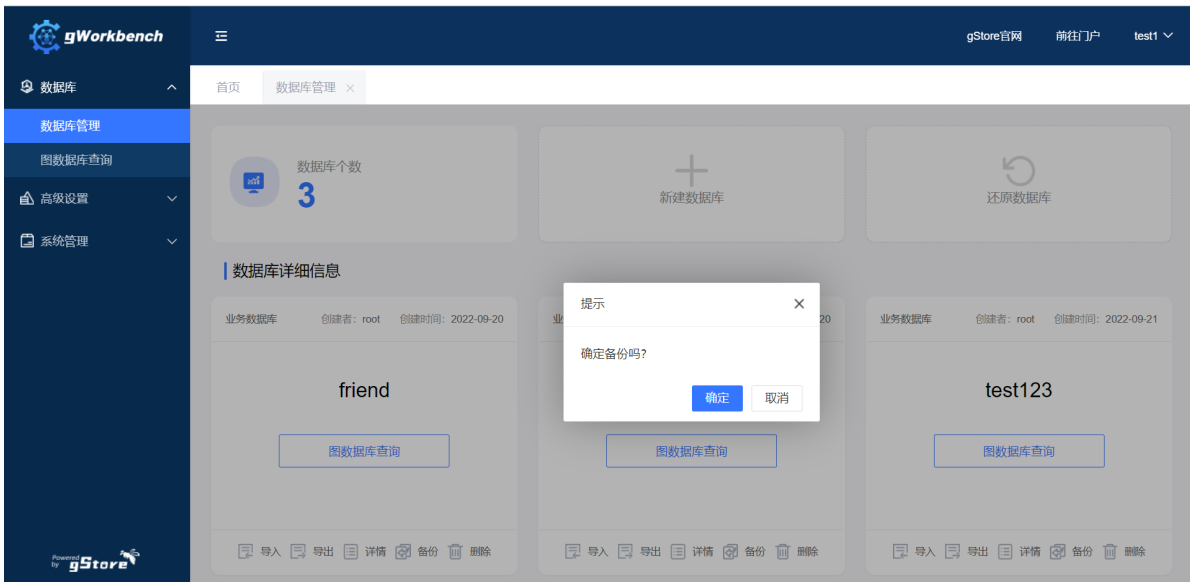 gWorkbench
gStore官网 前往门户 test1
数据库
数据库管理
图数据库查询
高级设置
系统管理
首页 数据库管理
数据库个数
3
新建数据库
还原数据库
数据库详细信息
业务数据库 创建者：root 创建时间：2022-09-20
业 20
业务数据库 创建者：root 创建时间：2022-09-21
提示
确定备份吗?
确定 取消
friend
test123
图数据库查询
图数据库查询
图数据库查询
导入 导出 详情 备份 删除
导入 导出 详情 备份 删除
导入 导出 详情 备份 删除
Powered by gStore